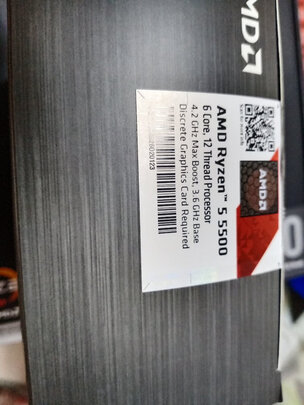 AMD
AMD Ryzen™ 5 5500
6 Core, 12 Thread Processor
4.2 GHz Max Boost, 3.6 GHz Base
Discrete Graphics Card Required
AMD